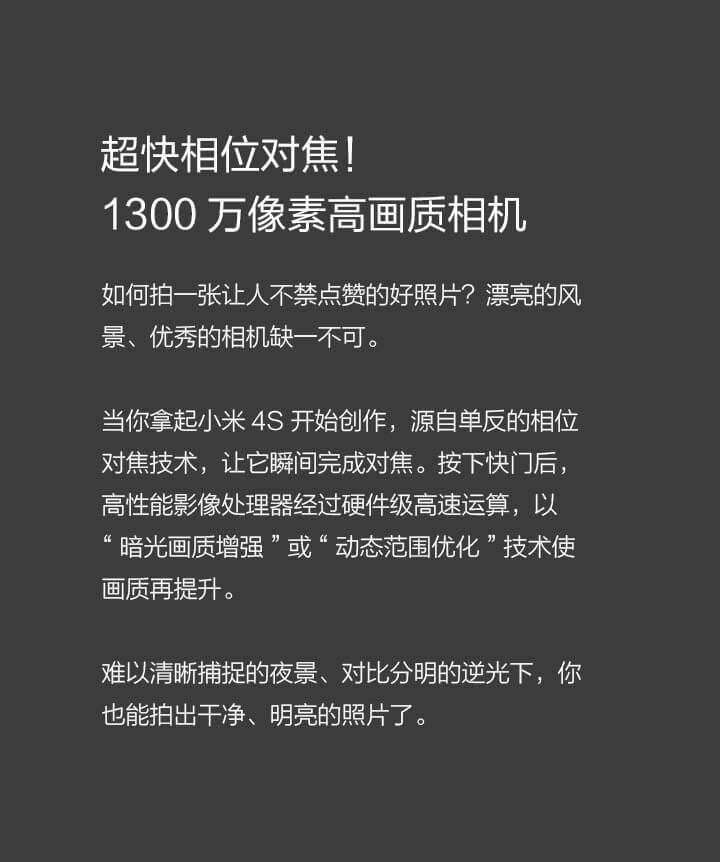 超快相位对焦！
1300 万像素高画质相机
如何拍一张让人不禁点赞的好照片？漂亮的风
景、优秀的相机缺一不可。
当你拿起小米 4S 开始创作，源自单反的相位
对焦技术，让它瞬间完成对焦。按下快门后，
高性能影像处理器经过硬件级高速运算，以
“ 暗光画质增强 ” 或 “ 动态范围优化 ” 技术使
画质再提升。
难以清晰捕捉的夜景、对比分明的逆光下，你
也能拍出干净、明亮的照片了。